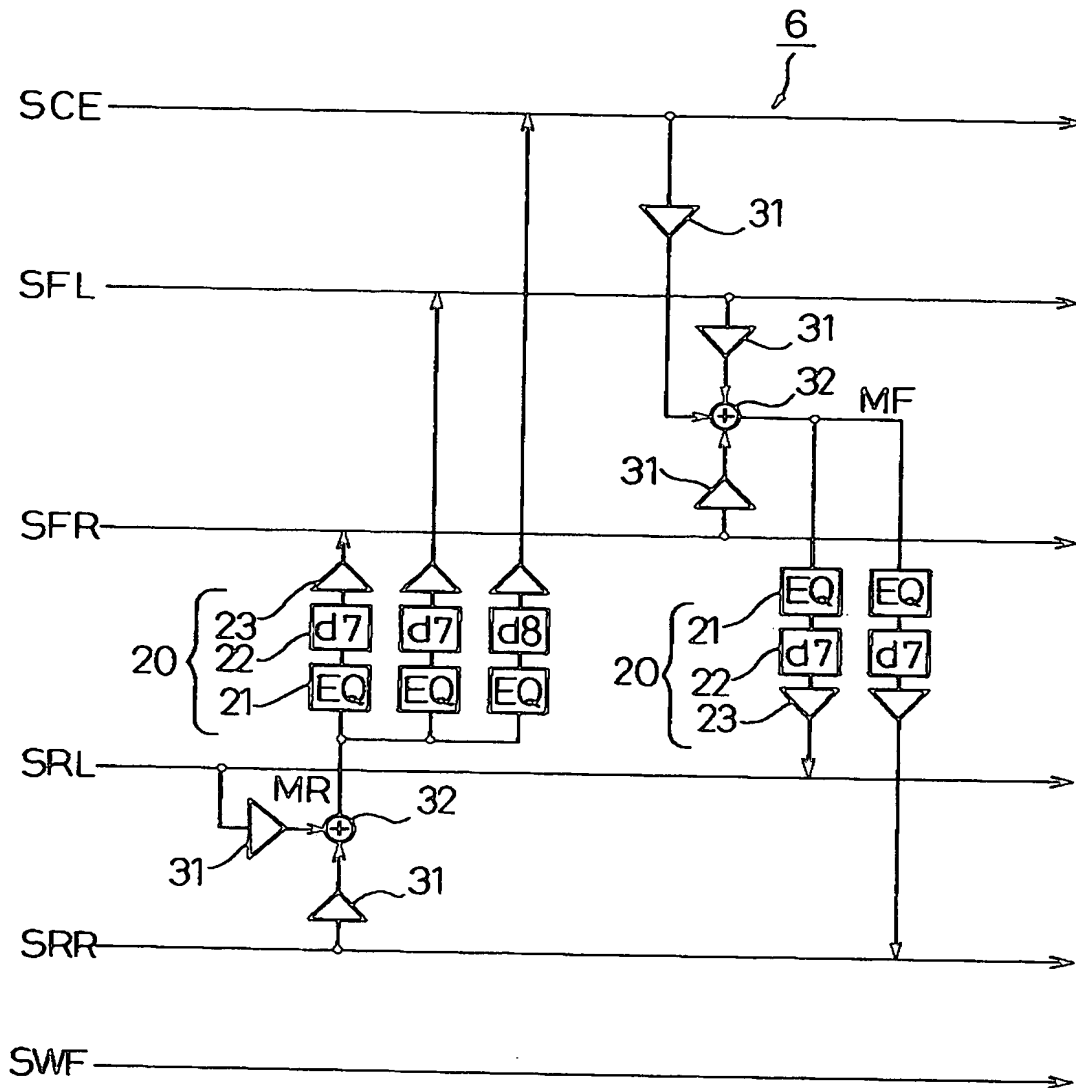 6
SCE
31
SFL
31
32
MF
31
SFR
EQ EQ
23
d7 d7 d8
21
d7 d7
20
22
20
22
21
EQ EQ EQ
23
SRL
MR
32
31
31
SRR
SWF